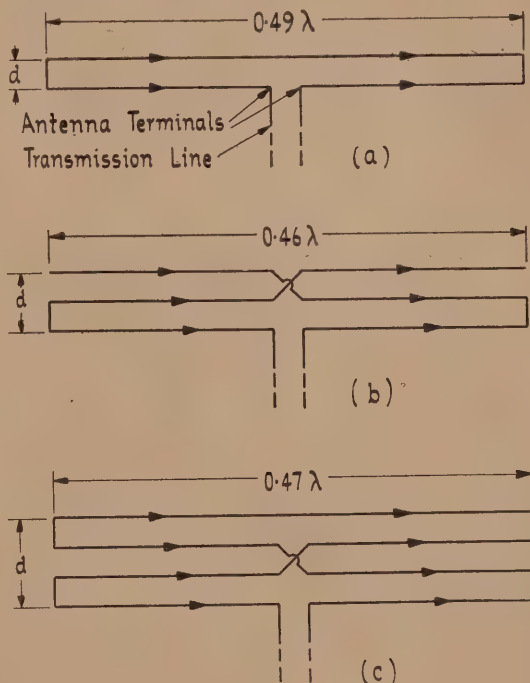 0·49 λ
d
Antenna Terminals
Transmission Line
(a)
0·46 λ
d
(b)
0·47 λ
d
(c)